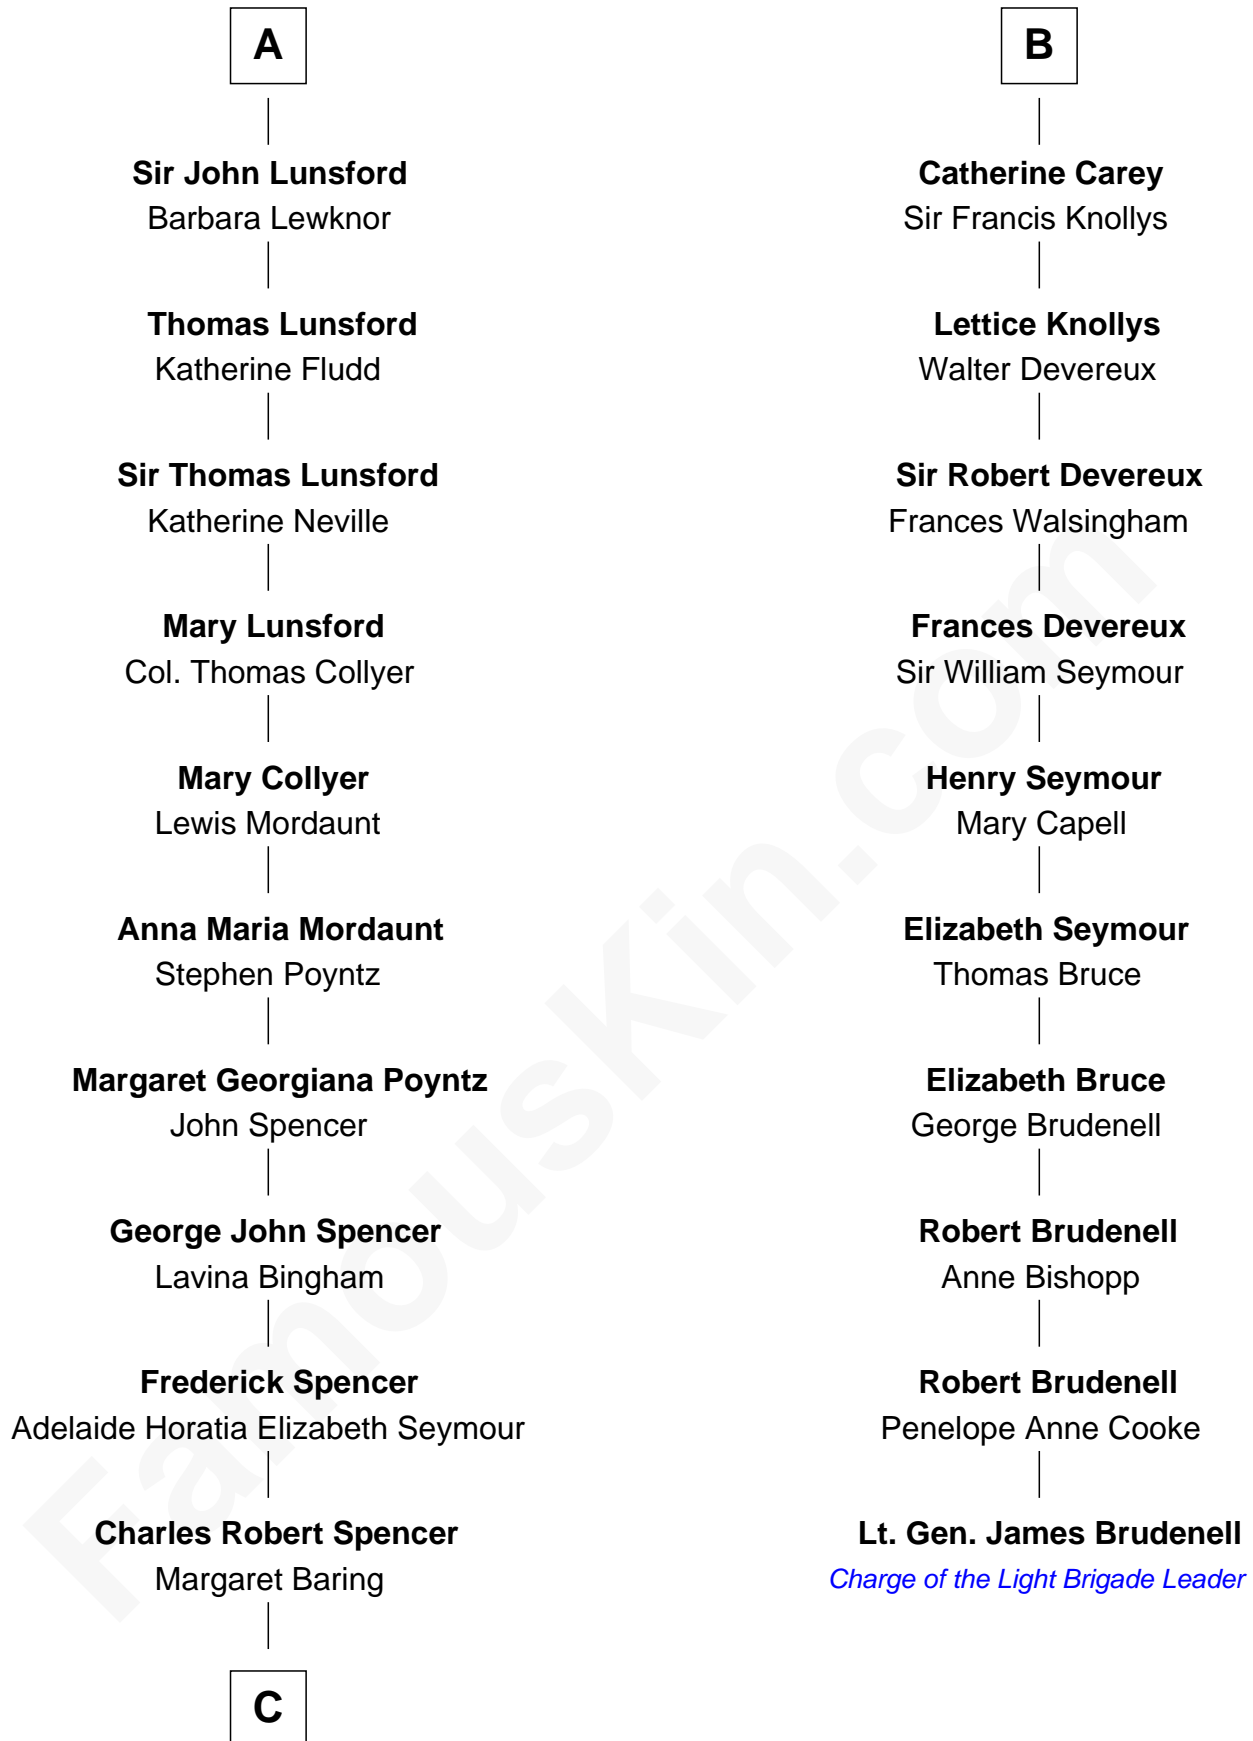 A
Sir John Lunsford
Barbara Lewknor
Thomas Lunsford
Katherine Fludd
Sir Thomas Lunsford
Katherine Neville
Mary Lunsford
Col. Thomas Collyer
Mary Collyer
Lewis Mordaunt
Anna Maria Mordaunt
Stephen Poyntz
Margaret Georgiana Poyntz
John Spencer
George John Spencer
Lavina Bingham
Frederick Spencer
Adelaide Horatia Elizabeth Seymour
Charles Robert Spencer
Margaret Baring
C
B
Catherine Carey
Sir Francis Knollys
Lettice Knollys
Walter Devereux
Sir Robert Devereux
Frances Walsingham
Frances Devereux
Sir William Seymour
Henry Seymour
Mary Capell
Elizabeth Seymour
Thomas Bruce
Elizabeth Bruce
George Brudenell
Robert Brudenell
Anne Bishopp
Robert Brudenell
Penelope Anne Cooke
Lt. Gen. James Brudenell
Charge of the Light Brigade Leader
FamousKin.com